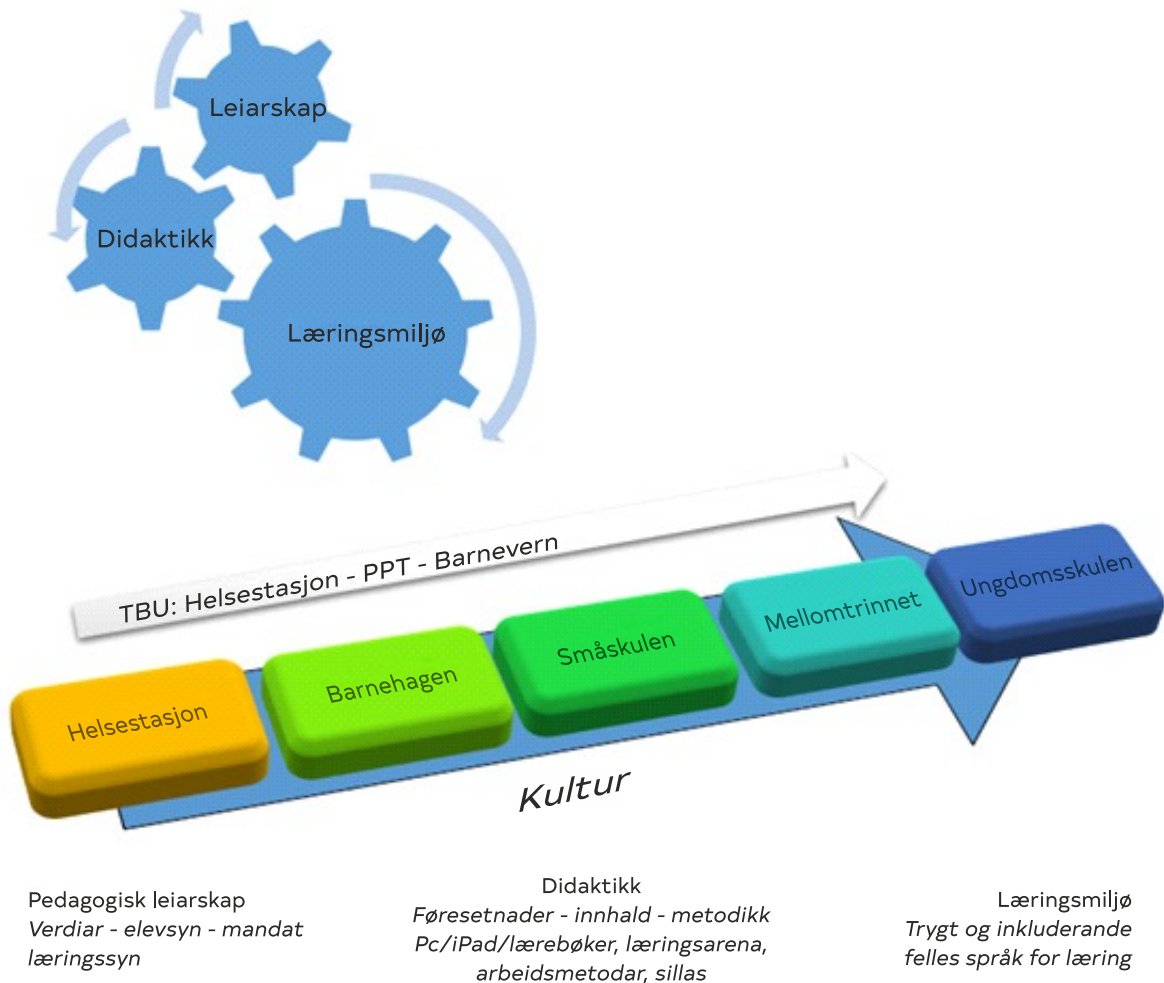 Leiarskap
Didaktikk
Læringsmiljø
TBU: Helsestasjon - PPT - Barnevern
Helsestasjon
Barnehagen
Småskulen
Mellomtrinnet
Ungdomsskulen
Kultur
Pedagogisk leiarskap
Verdiar - elevsyn - mandat
læringssyn
Didaktikk
Føresetnader - innhald - metodikk
Pc/iPad/lærebøker, læringsarena,
arbeidsmetodar, sillas
Læringsmiljø
Trygt og inkluderande
felles språk for læring